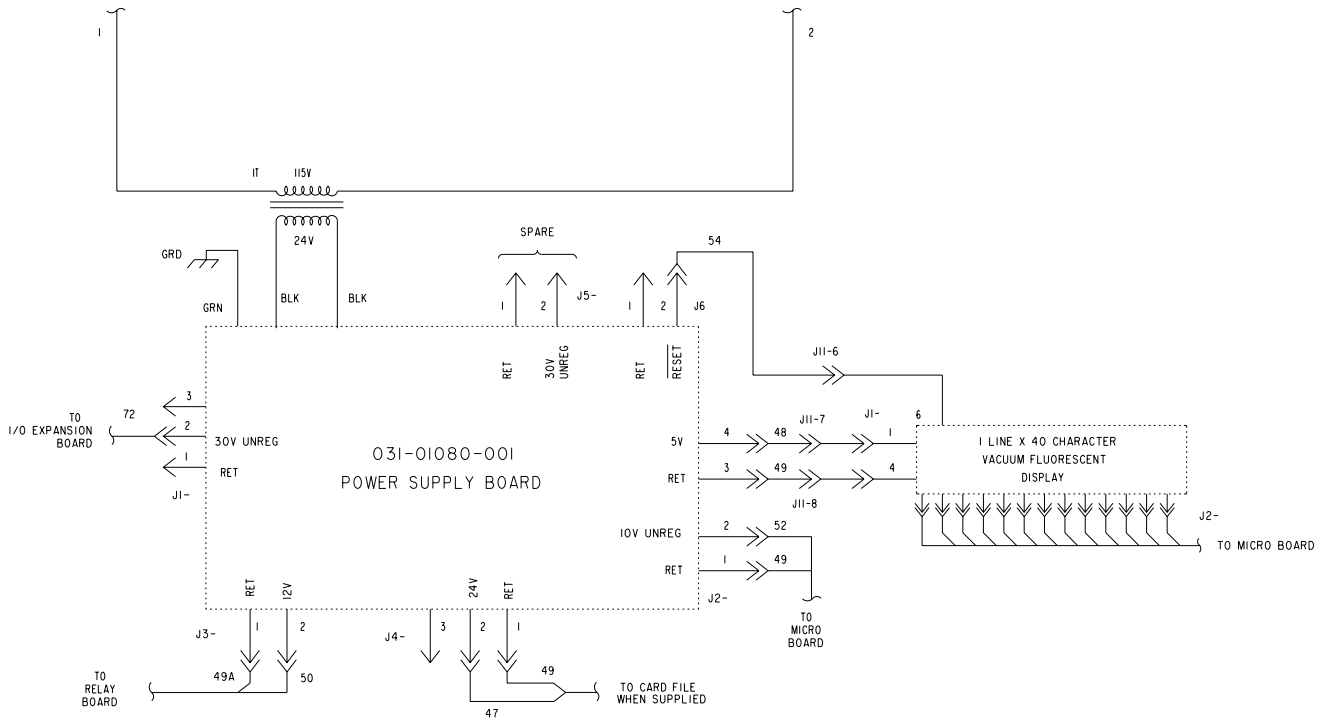 1
2
1T
115V
24V
SPARE
54
GRD
GRN
BLK
BLK
1
2
J5-
1
2
J6
RET
30V
UNREG
RET
RESET
J11-6
TO
I/O EXPANSION
BOARD
72
3
2
1
J1-
30V UNREG
RET
031-01080-001
POWER SUPPLY BOARD
5V
4
48
J11-7
J1-
1
6
RET
3
49
J11-8
4
1 LINE X 40 CHARACTER
VACUUM FLUORESCENT
DISPLAY
J2-
TO MICRO BOARD
10V UNREG
2
52
RET
1
49
J2-
TO
MICRO
BOARD
RET
12V
24V
RET
J3-
1
2
J4-
3
2
1
TO
RELAY
BOARD
49A
50
49
47
TO CARD FILE
WHEN SUPPLIED